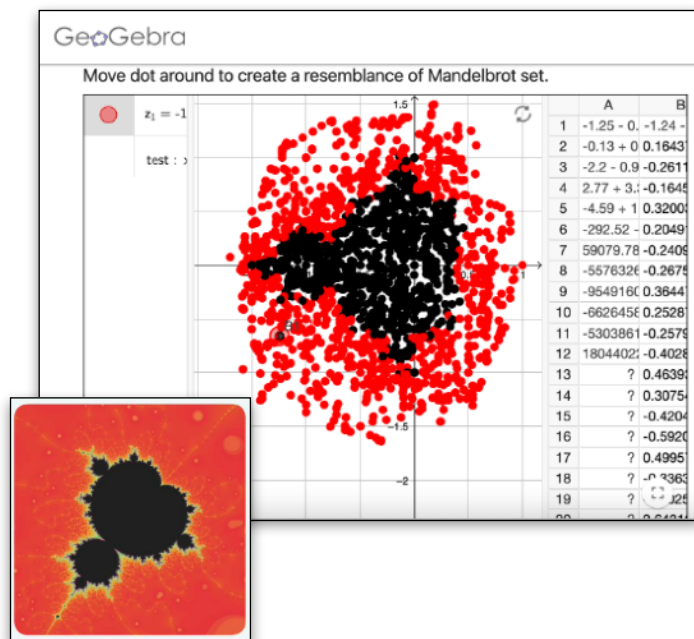 GeoGebra
Move dot around to create a resemblance of Mandelbrot set.
z₁ = -1
test :
1.5
1
-1.5
-2
A B
1 -1.25 - 0. -1.24 -
2 -0.13 + 0 0.1643
3 -2.2 - 0.9 -0.2611
4 2.77 + 3. -0.1645
5 -4.59 + 1 0.3200
6 -292.52 - 0.2049
7 59079.78 -0.2409
8 -5576326 -0.2675
9 -9549160 0.3644
10 -6626458 0.2528
11 -5303861 -0.2579
12 1804402 -0.4028
13 ? 0.4639
14 ? 0.3075
15 ? -0.4204
16 ? -0.5920
17 ? 0.4995
18 ?
19 ?